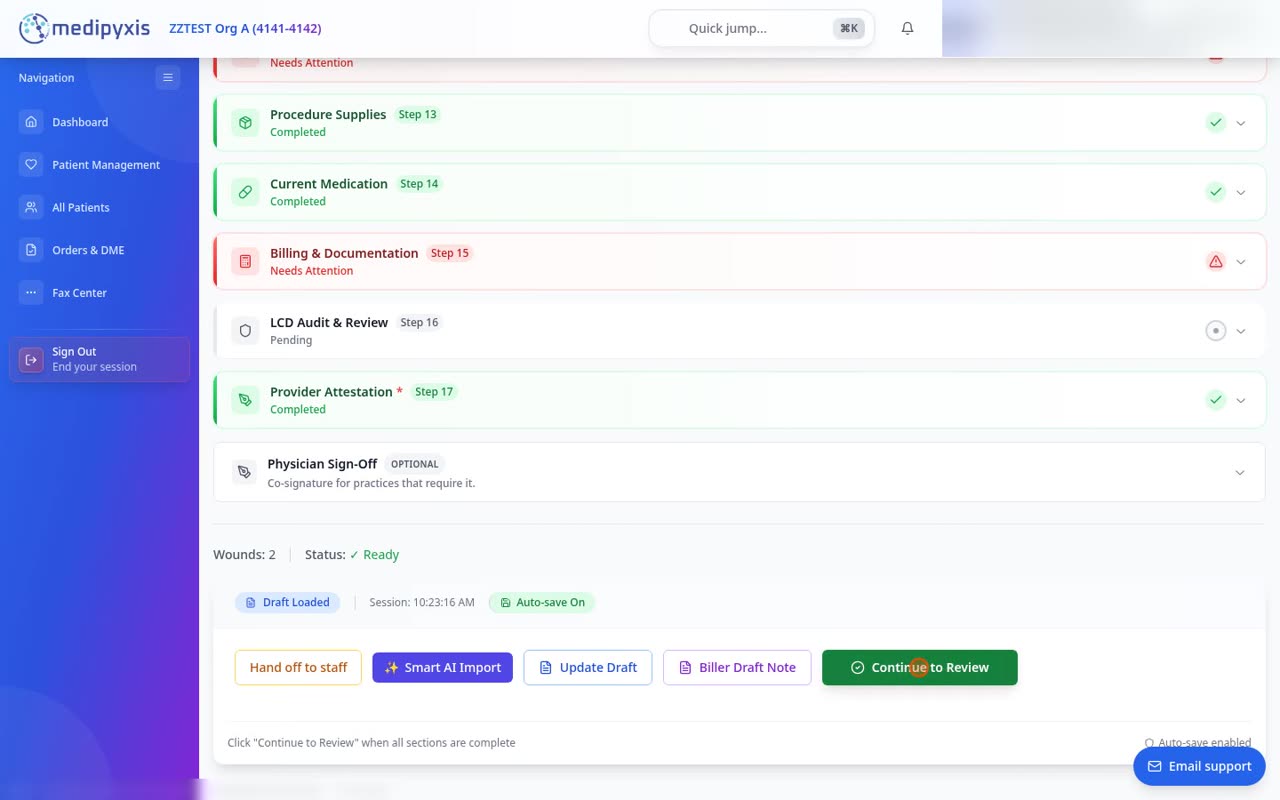 medipyxis
ZZTEST Org A (4141-4142)
Quick jump...
⌘K
Navigation
Dashboard
Patient Management
All Patients
Orders & DME
Fax Center
Sign Out
End your session
Needs Attention
Procedure Supplies Step 13
Completed
Current Medication Step 14
Completed
Billing & Documentation Step 15
Needs Attention
LCD Audit & Review Step 16
Pending
Provider Attestation * Step 17
Completed
Physician Sign-Off OPTIONAL
Co-signature for practices that require it.
Wounds: 2 Status: ✓ Ready
Draft Loaded Session: 10:23:16 AM Auto-save On
Hand off to staff ✨ Smart AI Import Update Draft Biller Draft Note Continue to Review
Click "Continue to Review" when all sections are complete
Auto-save enabled
Email support